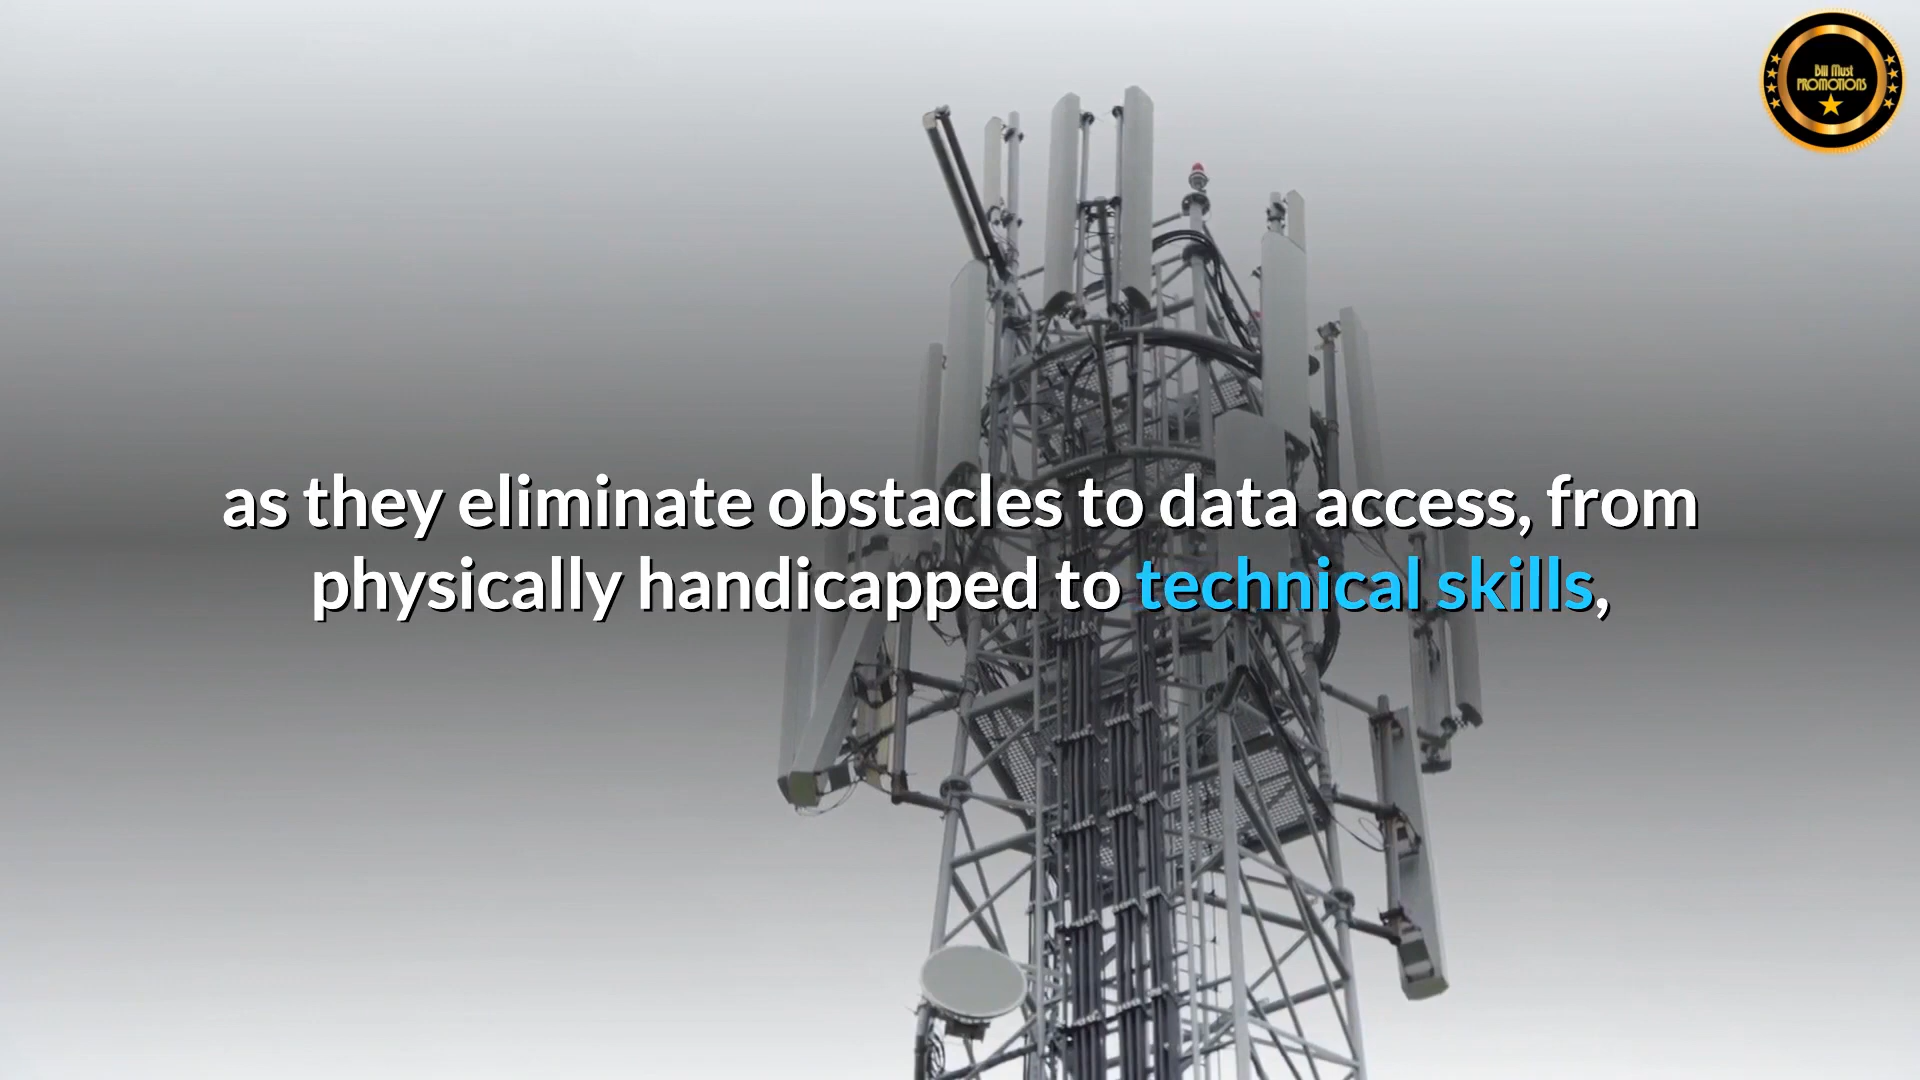 Bill Must
PROMOTIONS
as they eliminate obstacles to data access, from
physically handicapped to technical skills,